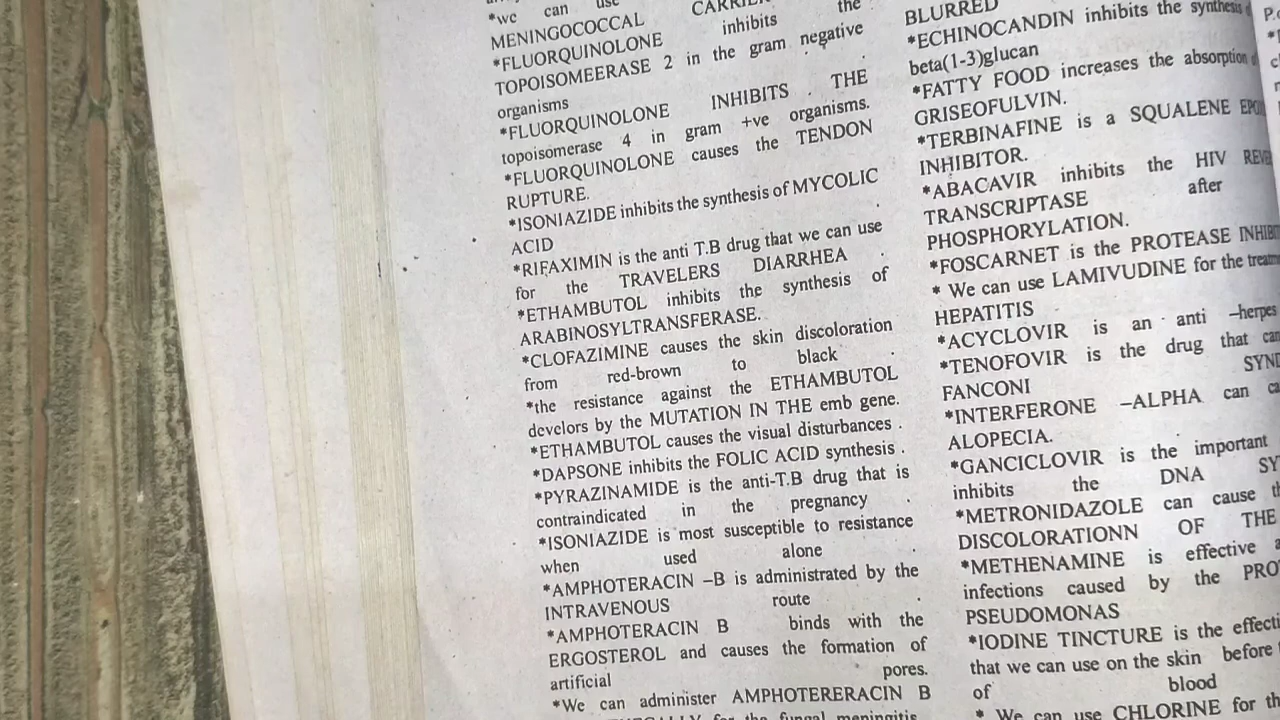 *we can use
MENINGOCOCCAL
*FLUORQUINOLONE inhibits the
TOPOISOMEERASE 2 in the gram negative
organisms
*FLUORQUINOLONE INHIBITS THE
topoisomerase 4 in gram +ve organisms.
*FLUORQUINOLONE causes the TENDON
RUPTURE.
*ISONIAZIDE inhibits the synthesis of MYCOLIC
ACID
*RIFAXIMIN is the anti T.B drug that we can use
for the TRAVELERS DIARRHEA .
*ETHAMBUTOL inhibits the synthesis of
ARABINOSYLTRANSFERASE.
*CLOFAZIMINE causes the skin discoloration
from red-brown to black .
*the resistance against the ETHAMBUTOL
develors by the MUTATION IN THE emb gene.
*ETHAMBUTOL causes the visual disturbances .
*DAPSONE inhibits the FOLIC ACID synthesis .
*PYRAZINAMIDE is the anti-T.B drug that is
contraindicated in the pregnancy .
*ISONIAZIDE is most susceptible to resistance
when used alone .
*AMPHOTERACIN –B is administrated by the
INTRAVENOUS route .
*AMPHOTERACIN B binds with the
ERGOSTEROL and causes the formation of
artificial pores.
*We can administer AMPHOTERERACIN B
for the fungal meningitis
BLURRED
*ECHINOCANDIN inhibits the synthesis
beta(1-3)glucan
*FATTY FOOD increases the absorption
GRISEOFULVIN.
*TERBINAFINE is a SQUALENE
INHIBITOR.
*ABACAVIR inhibits the HIV
TRANSCRIPTASE after
PHOSPHORYLATION.
*FOSCARNET is the PROTEASE
* We can use LAMIVUDINE for the
HEPATITIS
*ACYCLOVIR is an anti –herpes
*TENOFOVIR is the drug that
FANCONI
*INTERFERONE –ALPHA can
ALOPECIA.
*GANCICLOVIR is the important
inhibits the DNA
*METRONIDAZOLE can cause
DISCOLORATIONN OF THE
*METHENAMINE is effective
infections caused by the
PSEUDOMONAS
*IODINE TINCTURE is the
that we can use on the skin before
of blood
* We can use CHLORINE for